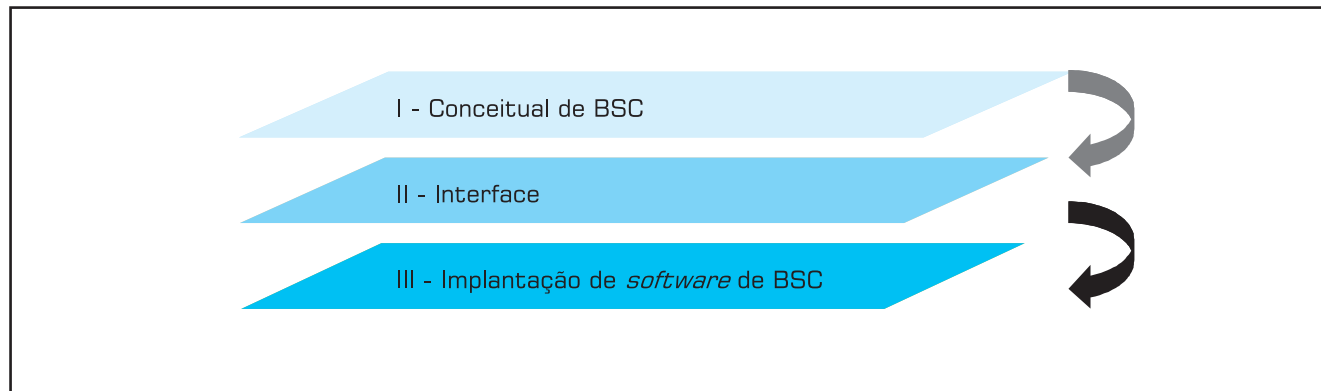 I - Conceitual de BSC
II - Interface
III - Implantação de software de BSC